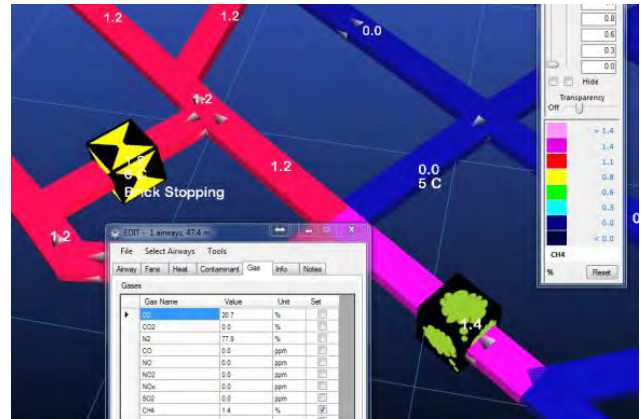 1.2
0.0
1.2
1.2
0.0
5 C
Brick Stopping
1.2
1.4
0.8
0.6
0.3
0.0
Hide
Transparency
Off
> 1.4
1.4
1.1
0.8
0.6
0.3
0.0
< 0.0
CH4
%
Reset
EDIT - 1 airways, 47.4 m
File Select Airways Tools
Airway Fans Heat Contaminant Gas Info Notes
Gases
Gas Name Value Unit Set
O2 20.7 %
CO2 0.0 %
N2 77.9 %
CO 0.0 ppm
NO 0.0 ppm
NO2 0.0 ppm
NOx 0.0 ppm
SO2 0.0 ppm
CH4 1.4 %